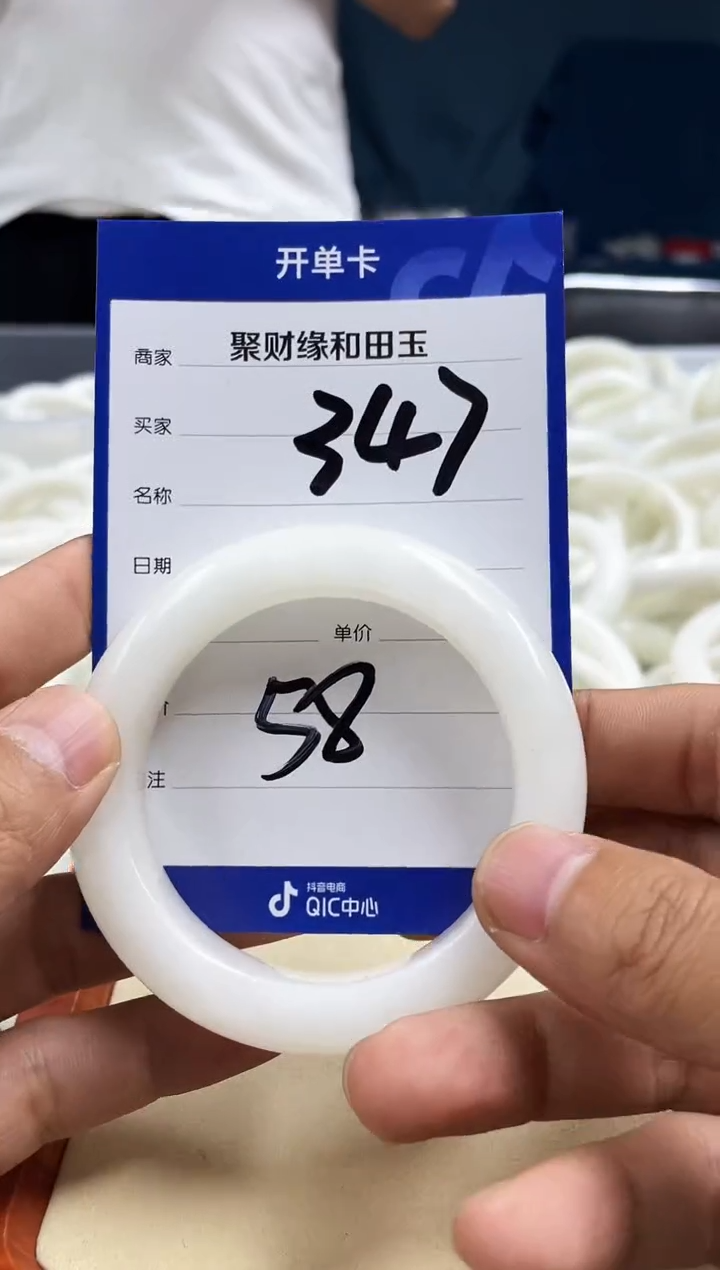 开单卡
商家 聚财缘和田玉
买家 347
名称
日期
单价
58
注
抖音电商
QIC中心